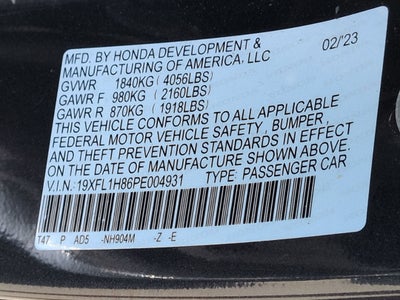 MFD. BY HONDA DEVELOPMENT & 02/23
MANUFACTURING OF AMERICA, LLC
GVWR 1840KG (4056LBS)
GAWR F 980KG (2160LBS)
GAWR R 870KG (1918LBS)
THIS VEHICLE CONFORMS TO ALL APPLICABLE
FEDERAL MOTOR VEHICLE SAFETY, BUMPER,
AND THEFT PREVENTION STANDARDS IN EFFECT
ON THE DATE OF MANUFACTURE SHOWN ABOVE.
V.I.N.: 19XFL1H86PE004931 TYPE: PASSENGER CAR
T47 P AD5 -NH904M -Z -E